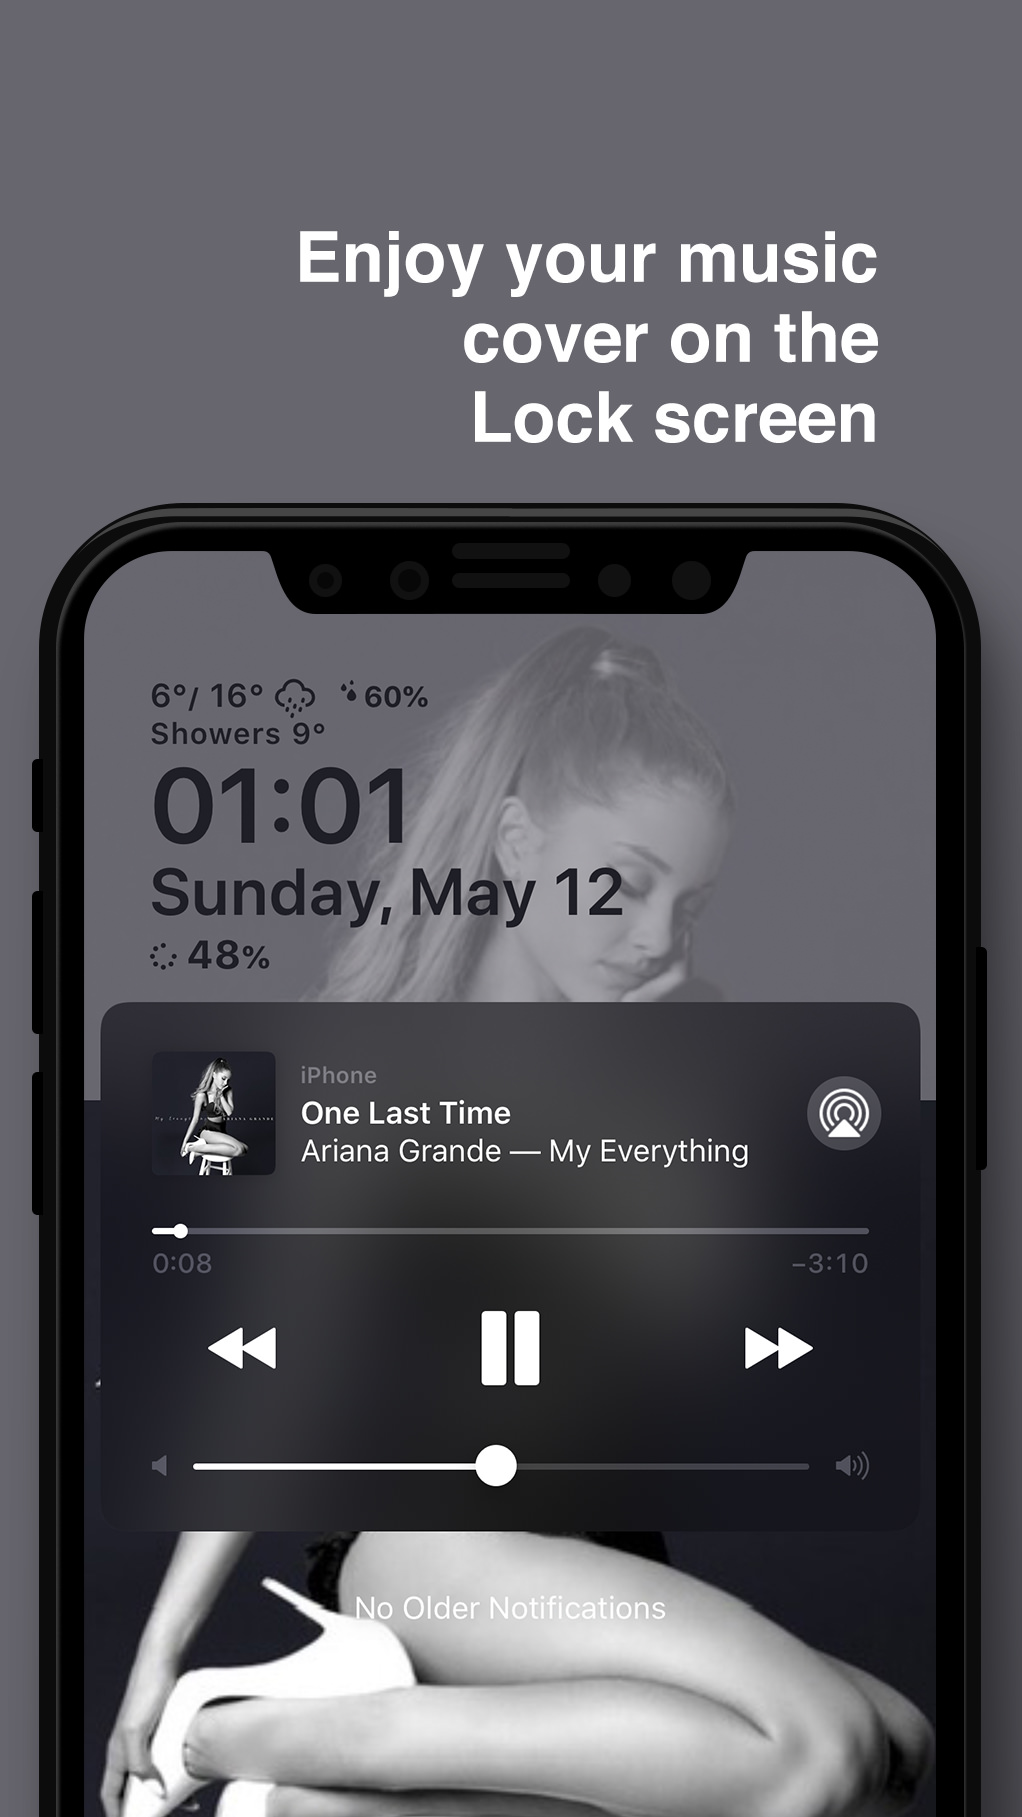 Enjoy your music
cover on the
Lock screen
6°/ 16° 60%
Showers 9°
01:01
Sunday, May 12
48%
iPhone
One Last Time
Ariana Grande — My Everything
0:08 −3:10
No Older Notifications